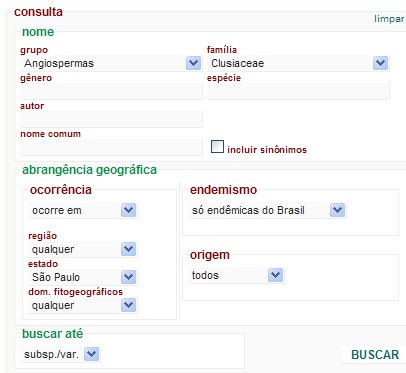 consulta
limpar
nome
grupo família
Angiospermas Clusiaceae
gênero espécie
autor
nome comum
incluir sinônimos
abrangência geográfica
ocorrência endemismo
ocorre em só endêmicas do Brasil
região
qualquer
origem
estado
São Paulo todos
dom. fitogeográficos
qualquer
buscar até
subsp./var. BUSCAR